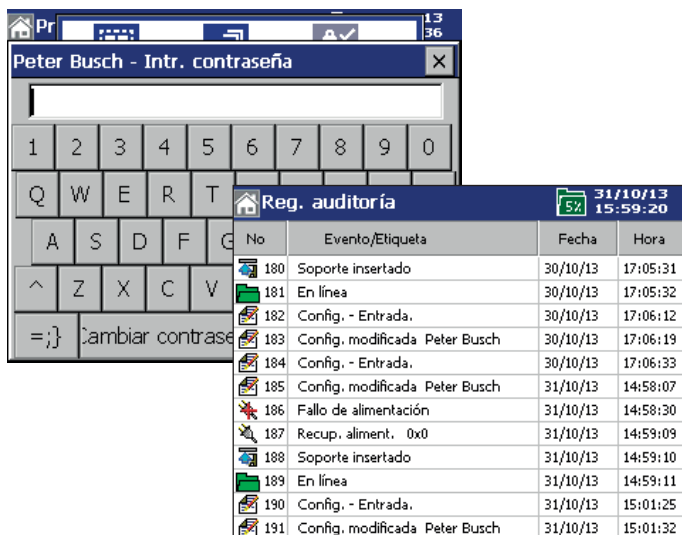 Pr
13
36
Peter Busch - Intr. contraseña
1 2 3 4 5 6 7 8 9 0
Q W E R T
A S D F G
^ Z X C V
=;} Cambiar contrase
Reg. auditoría 5% 31/10/13
15:59:20
No Evento/Etiqueta Fecha Hora
180 Soporte insertado 30/10/13 17:05:31
181 En línea 30/10/13 17:05:32
182 Config. - Entrada. 30/10/13 17:06:12
183 Config. modificada Peter Busch 30/10/13 17:06:19
184 Config. - Entrada. 30/10/13 17:06:33
185 Config. modificada Peter Busch 31/10/13 14:58:07
186 Fallo de alimentación 31/10/13 14:58:30
187 Recup. aliment. 0x0 31/10/13 14:59:09
188 Soporte insertado 31/10/13 14:59:10
189 En línea 31/10/13 14:59:11
190 Config. - Entrada. 31/10/13 15:01:25
191 Config. modificada Peter Busch 31/10/13 15:01:32